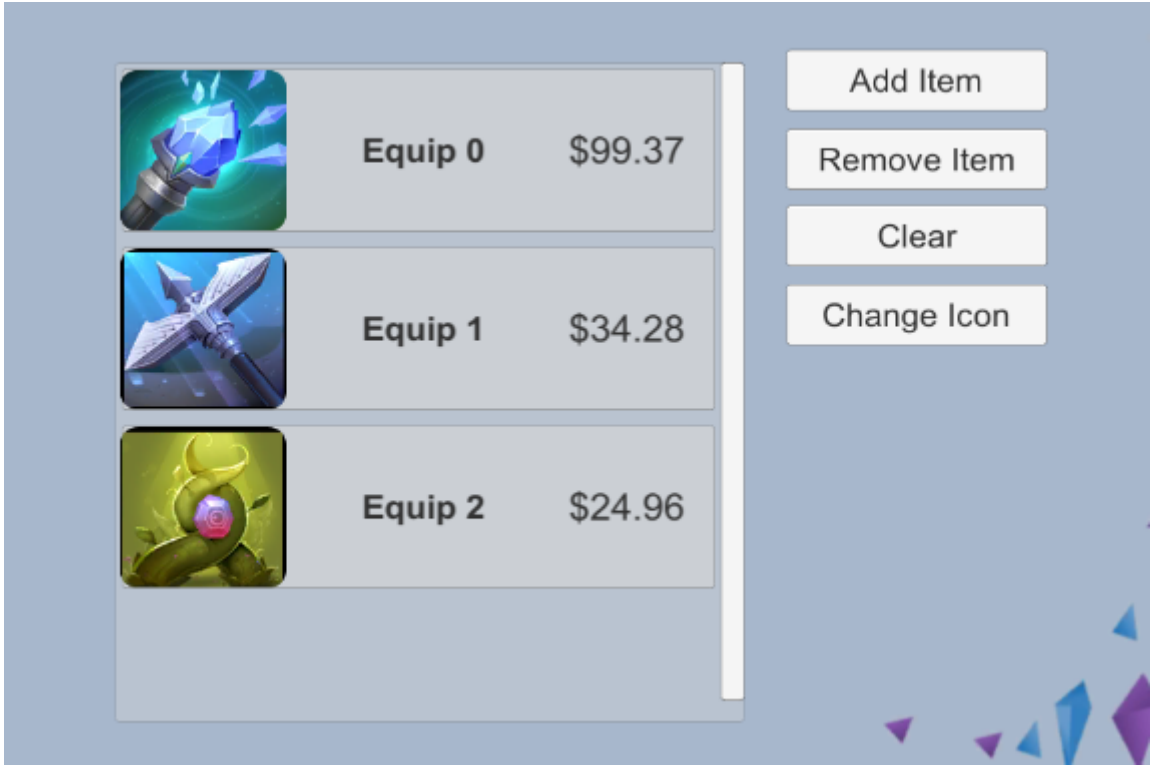 Equip 0 $99.37
Equip 1 $34.28
Equip 2 $24.96
Add Item
Remove Item
Clear
Change Icon